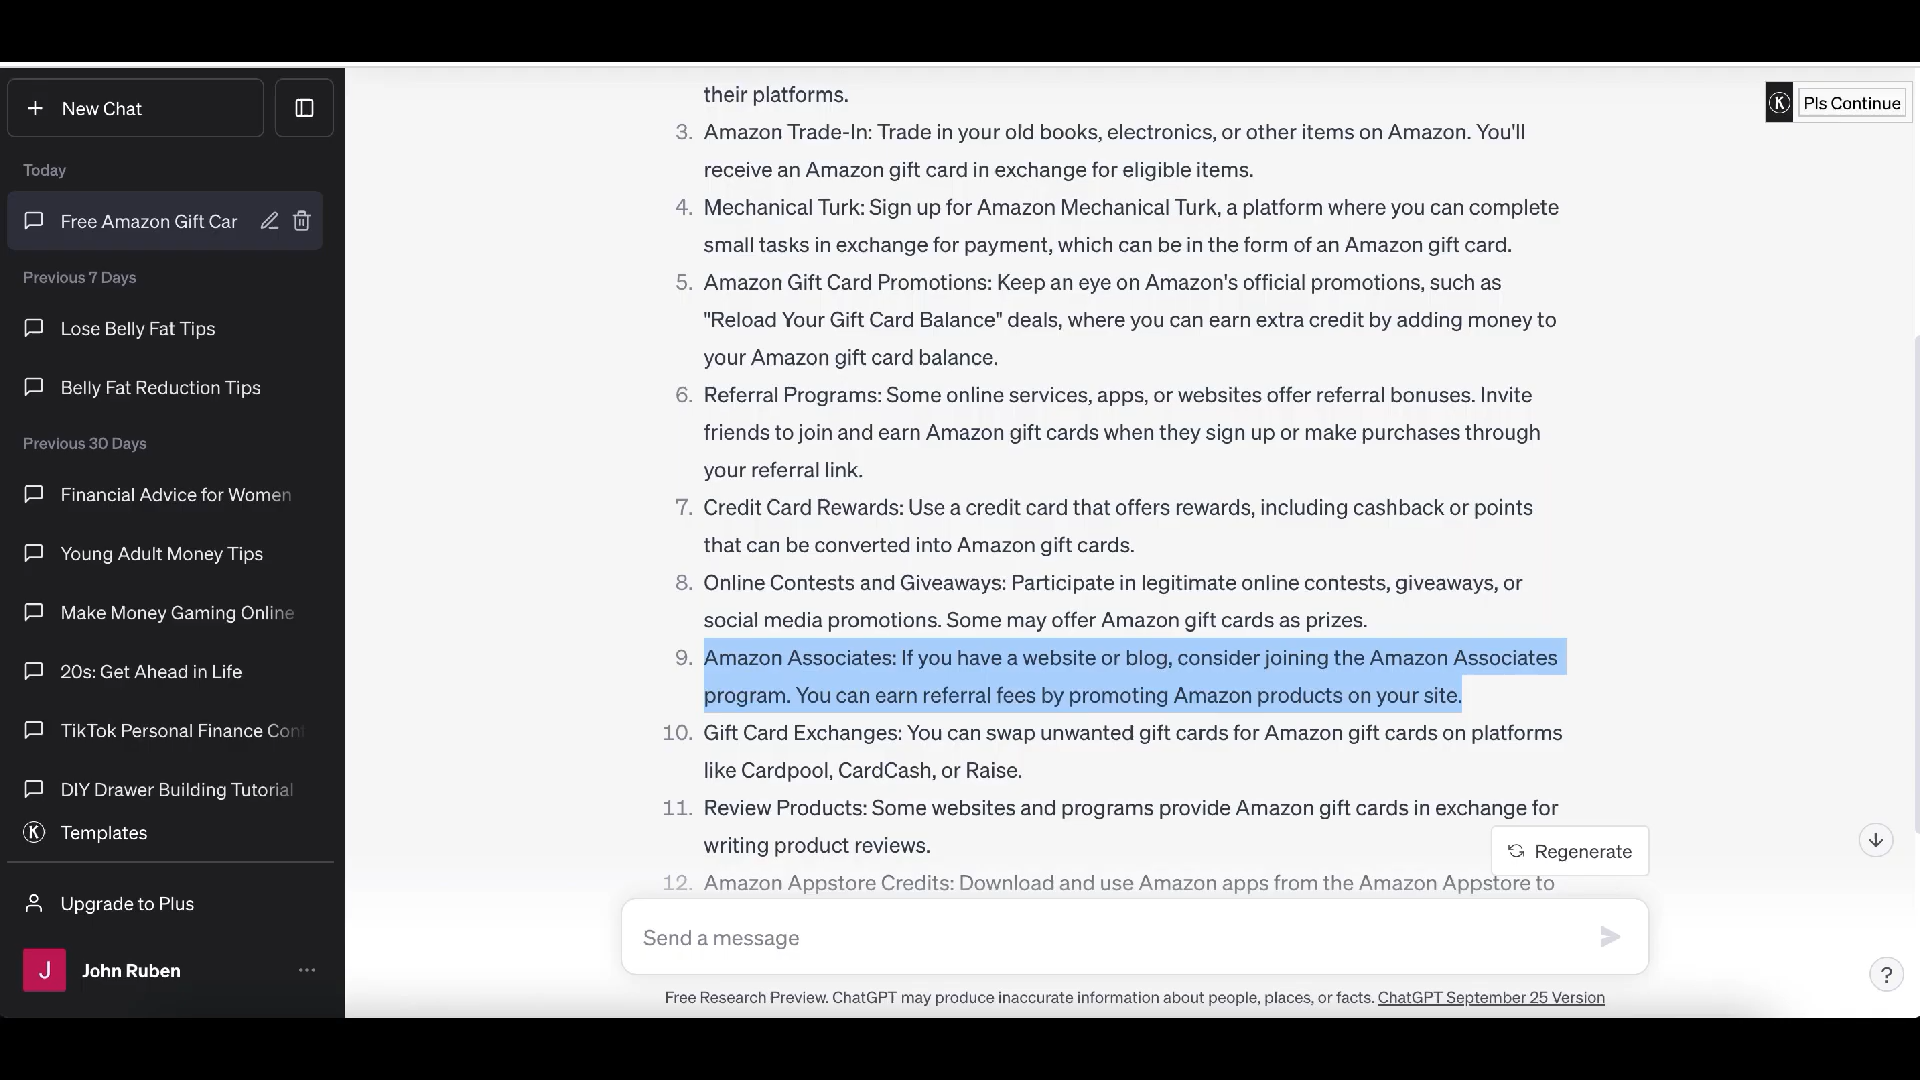 New Chat
Today
Free Amazon Gift Car
Previous 7 Days
Lose Belly Fat Tips
Belly Fat Reduction Tips
Previous 30 Days
Financial Advice for Women
Young Adult Money Tips
Make Money Gaming Online
20s: Get Ahead in Life
TikTok Personal Finance Con
DIY Drawer Building Tutorial
K Templates
Upgrade to Plus
J John Ruben
their platforms.
3. Amazon Trade-In: Trade in your old books, electronics, or other items on Amazon. You'll
receive an Amazon gift card in exchange for eligible items.
4. Mechanical Turk: Sign up for Amazon Mechanical Turk, a platform where you can complete
small tasks in exchange for payment, which can be in the form of an Amazon gift card.
5. Amazon Gift Card Promotions: Keep an eye on Amazon's official promotions, such as
"Reload Your Gift Card Balance" deals, where you can earn extra credit by adding money to
your Amazon gift card balance.
6. Referral Programs: Some online services, apps, or websites offer referral bonuses. Invite
friends to join and earn Amazon gift cards when they sign up or make purchases through
your referral link.
7. Credit Card Rewards: Use a credit card that offers rewards, including cashback or points
that can be converted into Amazon gift cards.
8. Online Contests and Giveaways: Participate in legitimate online contests, giveaways, or
social media promotions. Some may offer Amazon gift cards as prizes.
9. Amazon Associates: If you have a website or blog, consider joining the Amazon Associates
program. You can earn referral fees by promoting Amazon products on your site.
10. Gift Card Exchanges: You can swap unwanted gift cards for Amazon gift cards on platforms
like Cardpool, CardCash, or Raise.
11. Review Products: Some websites and programs provide Amazon gift cards in exchange for
writing product reviews.
12. Amazon Appstore Credits: Download and use Amazon apps from the Amazon Appstore to
Regenerate
Send a message
Free Research Preview. ChatGPT may produce inaccurate information about people, places, or facts. ChatGPT September 25 Version
K Pls Continue
?